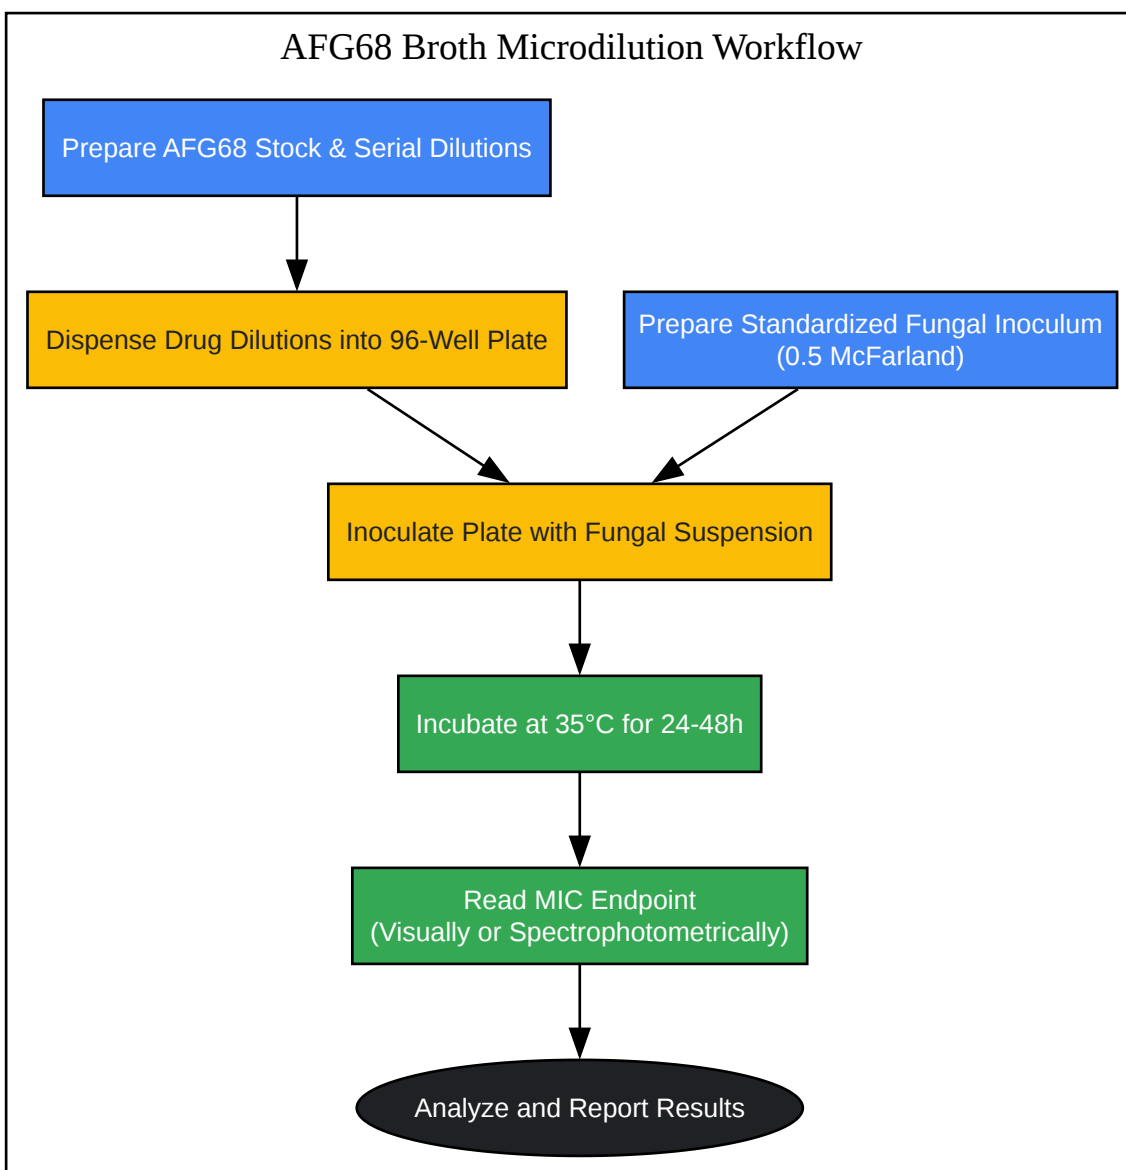 AFG68 Broth Microdilution Workflow
Prepare AFG68 Stock & Serial Dilutions
Dispense Drug Dilutions into 96-Well Plate
Prepare Standardized Fungal Inoculum
(0.5 McFarland)
Inoculate Plate with Fungal Suspension
Incubate at 35°C for 24-48h
Read MIC Endpoint
(Visually or Spectrophotometrically)
Analyze and Report Results